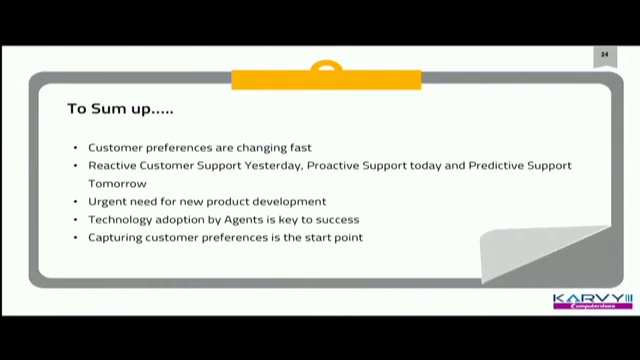 24
To Sum up.....
• Customer preferences are changing fast
• Reactive Customer Support Yesterday, Proactive Support today and Predictive Support
Tomorrow
• Urgent need for new product development
• Technology adoption by Agents is key to success
• Capturing customer preferences is the start point
KARVY
Computershare